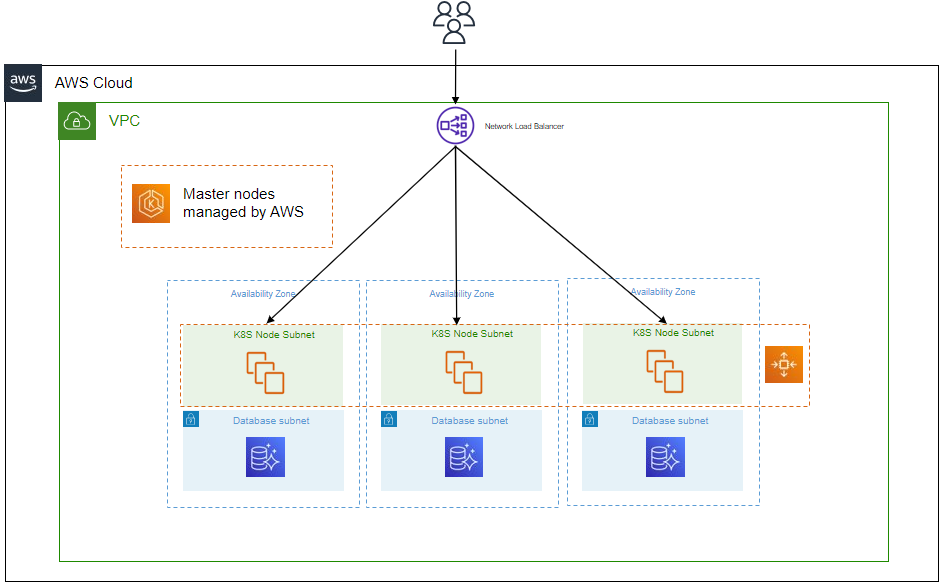 aws
AWS Cloud
VPC
Network Load Balancer
Master nodes
managed by AWS
Availability Zone
Availability Zone
Availability Zone
K8S Node Subnet
K8S Node Subnet
K8S Node Subnet
Database subnet
Database subnet
Database subnet